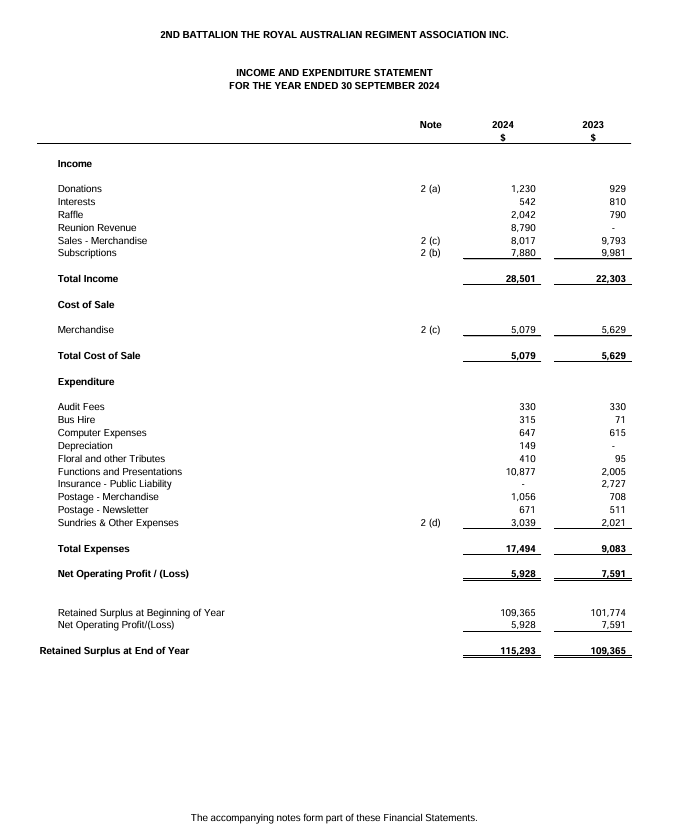 2ND BATTALION THE ROYAL AUSTRALIAN REGIMENT ASSOCIATION INC.
INCOME AND EXPENDITURE STATEMENT
FOR THE YEAR ENDED 30 SEPTEMBER 2024
Note 2024 2023
$ $
Income
Donations 2 (a) 1,230 929
Interests 542 810
Raffle 2,042 790
Reunion Revenue 8,790 -
Sales - Merchandise 2 (c) 8,017 9,793
Subscriptions 2 (b) 7,880 9,981
Total Income 28,501 22,303
Cost of Sale
Merchandise 2 (c) 5,079 5,629
Total Cost of Sale 5,079 5,629
Expenditure
Audit Fees 330 330
Bus Hire 315 71
Computer Expenses 647 615
Depreciation 149 -
Floral and other Tributes 410 95
Functions and Presentations 10,877 2,005
Insurance - Public Liability - 2,727
Postage - Merchandise 1,056 708
Postage - Newsletter 671 511
Sundries & Other Expenses 2 (d) 3,039 2,021
Total Expenses 17,494 9,083
Net Operating Profit / (Loss) 5,928 7,591
Retained Surplus at Beginning of Year 109,365 101,774
Net Operating Profit/(Loss) 5,928 7,591
Retained Surplus at End of Year 115,293 109,365
The accompanying notes form part of these Financial Statements.